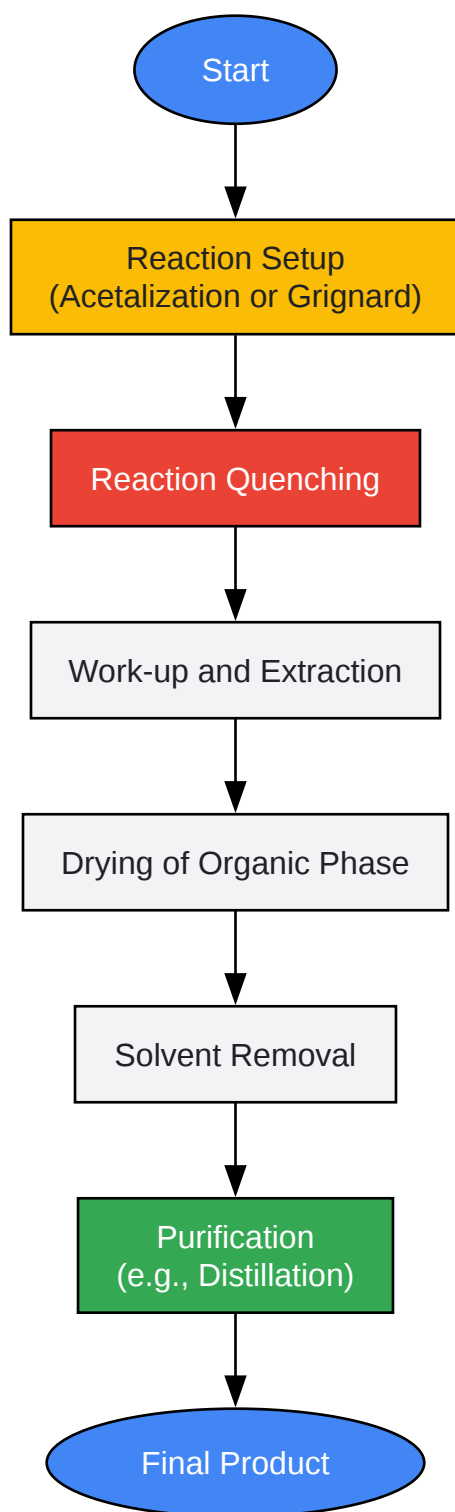 Start
Reaction Setup
(Acetalization or Grignard)
Reaction Quenching
Work-up and Extraction
Drying of Organic Phase
Solvent Removal
Purification
(e.g., Distillation)
Final Product